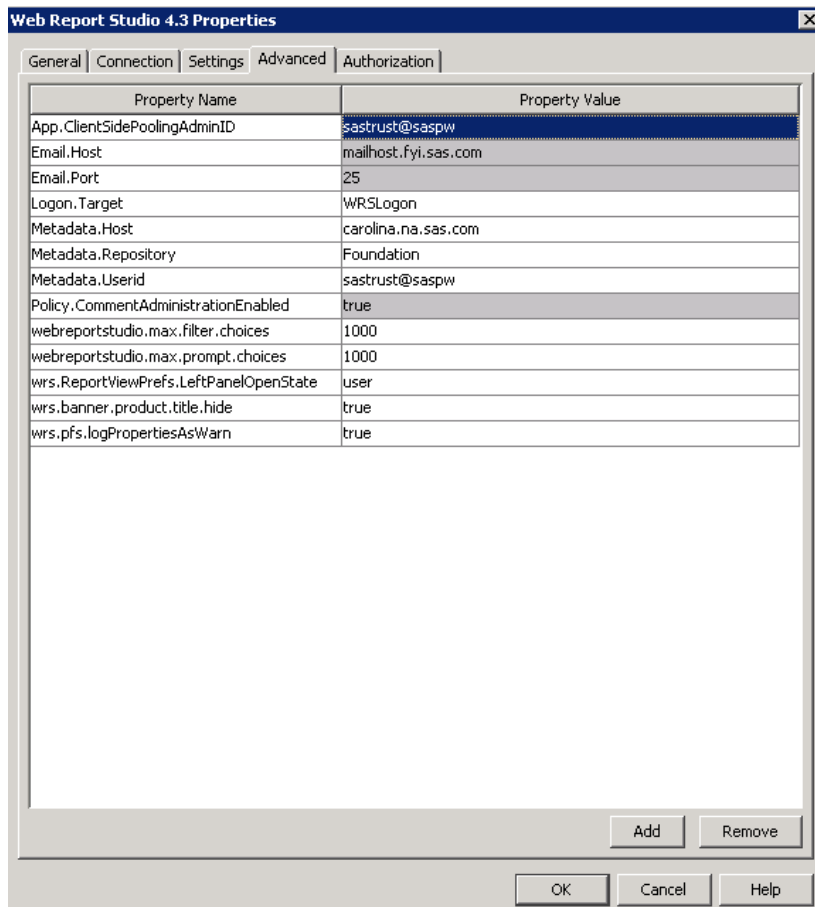 Web Report Studio 4.3 Properties
General Connection Settings Advanced Authorization
Property Name Property Value
App.ClientSidePoolingAdminID sastrust@saspw
Email.Host mailhost.fyi.sas.com
Email.Port 25
Logon.Target WRSLogon
Metadata.Host carolina.na.sas.com
Metadata.Repository Foundation
Metadata.Userid sastrust@saspw
Policy.CommentAdministrationEnabled true
webreportstudio.max.filter.choices 1000
webreportstudio.max.prompt.choices 1000
wrs.ReportViewPrefs.LeftPanelOpenState user
wrs.banner.product.title.hide true
wrs.pfs.logPropertiesAsWarn true
Add Remove
OK Cancel Help